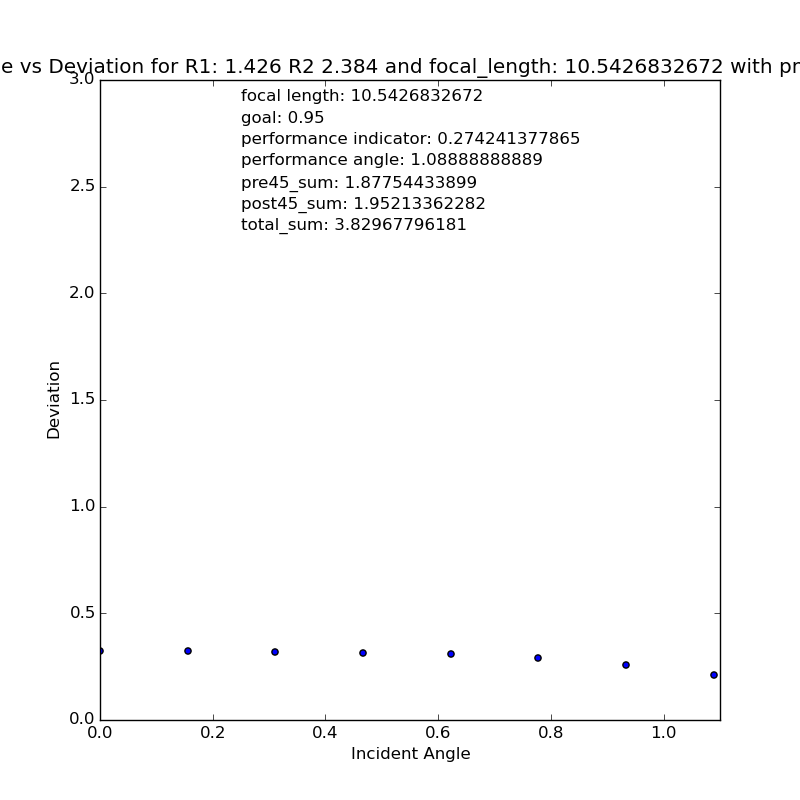 e vs Deviation for R1: 1.426 R2 2.384 and focal_length: 10.5426832672 with pr
3.0
focal length: 10.5426832672
goal: 0.95
performance indicator: 0.274241377865
performance angle: 1.08888888889
pre45_sum: 1.87754433899
post45_sum: 1.95213362282
total_sum: 3.82967796181
2.5
2.0
1.5
1.0
0.5
0.0
Deviation
0.0 0.2 0.4 0.6 0.8 1.0
Incident Angle